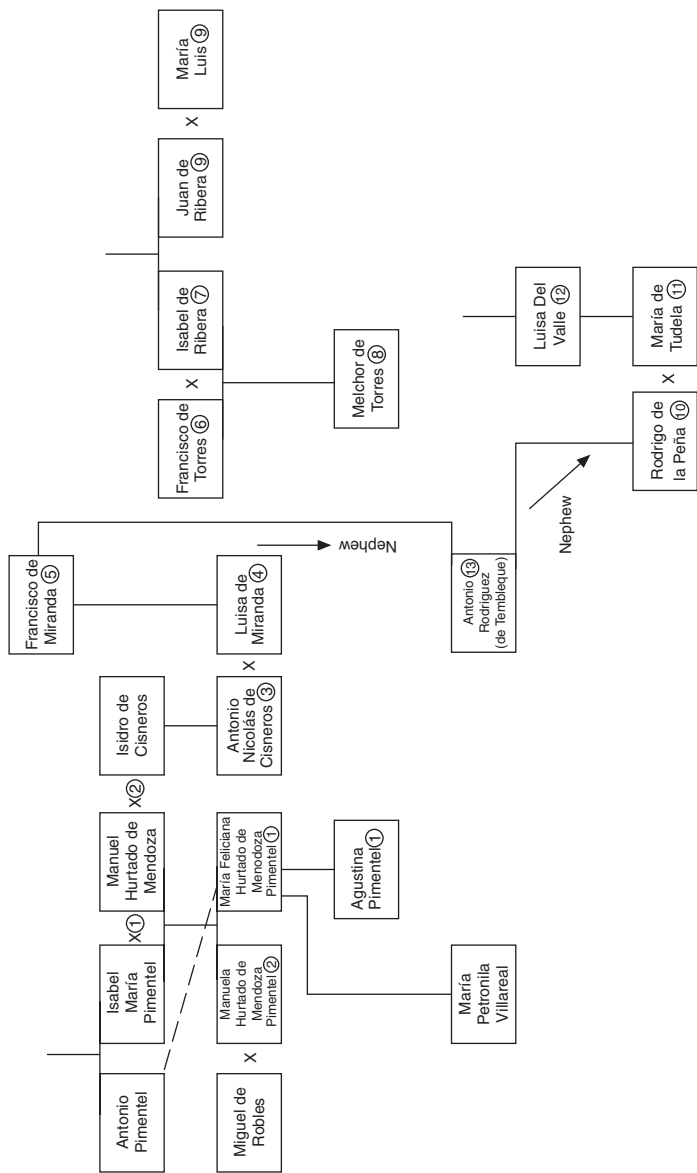 Antonio
Pimentel
Isabel
María
Pimentel
X①
Manuel
Hurtado de
Mendoza
X②
Isidro de
Cisneros
Francisco de
Miranda ⑤
Miguel de
Robles
X
Manuela
Hurtado de
Mendoza
Pimentel ②
María Feliciana
Hurtado de
Menodoza
Pimentel ①
Antonio
Nicolás de
Cisneros ③
X
Luisa de
Miranda ④
Agustina
Pimentel ①
María
Petronila
Villareal
Nephew
Antonio ⑬
Rodriguez
(de Tembleque)
Nephew
Francisco de
Torres ⑥
X
Isabel de
Ribera ⑦
Juan de
Ribera ⑨
X
María
Luis ⑨
Melchor de
Torres ⑧
Luisa Del
Valle ⑫
Rodrigo de
la Peña ⑩
X
María de
Tudela ⑪